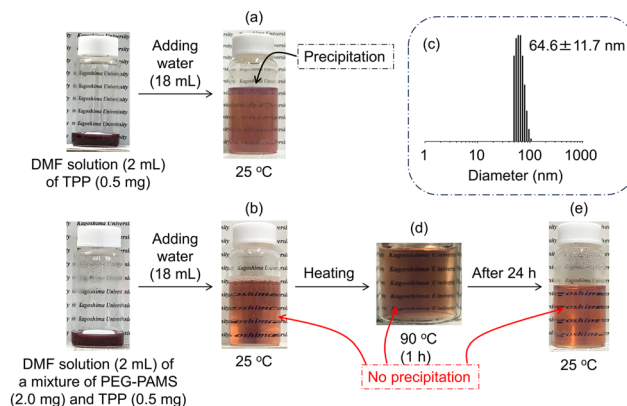 (a)
Adding
water
(18 mL)
Precipitation
DMF solution (2 mL)
of TPP (0.5 mg)
25 °C
(c)
64.6±11.7 nm
1 10 100 1000
Diameter (nm)
(b)
Adding
water
(18 mL)
Heating
(d)
Kagoshima University
After 24 h
(e)
DMF solution (2 mL) of
a mixture of PEG-PAMS
(2.0 mg) and TPP (0.5 mg)
25 °C
90 °C
(1 h)
No precipitation
25 °C